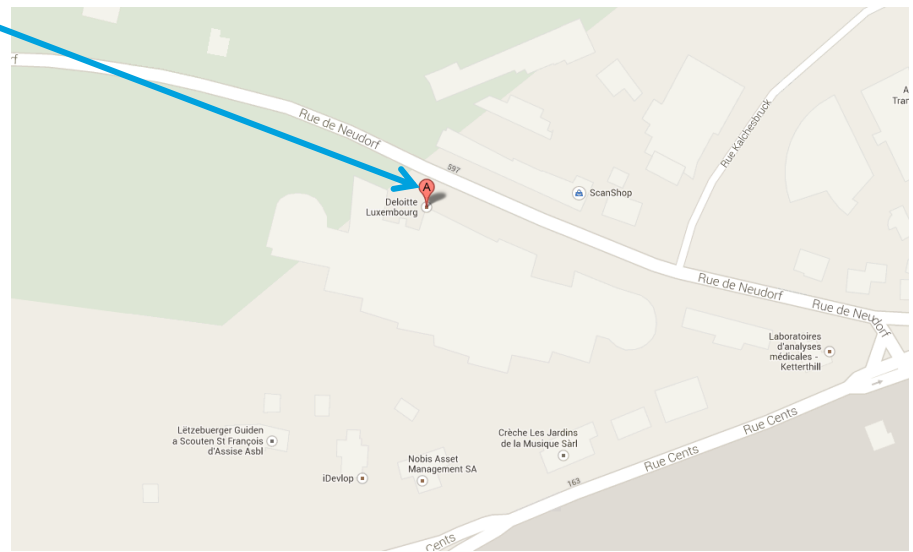 f
Rue de Neudorf
597
A
Tran
Rue Kalchesbruck
ScanShop
A
Deloitte
Luxembourg
Rue de Neudorf
Rue de Neudorf
Laboratoires
d'analyses
médicales -
Ketterthill
Rue Cents
Rue Cents
Lëtzebuerger Guiden
a Scouten St François
d'Assise Asbl
Crèche Les Jardins
de la Musique Sàrl
Nobis Asset
Management SA
iDevlop
163
Cents